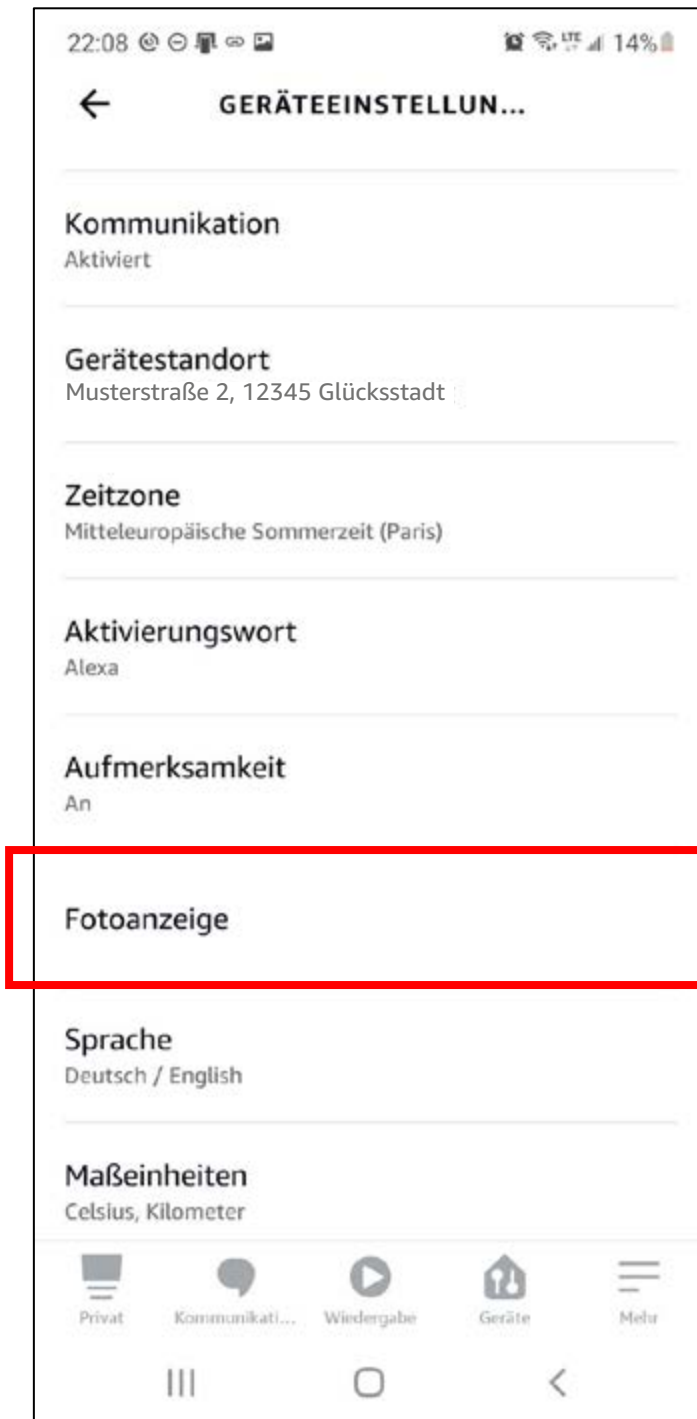 22:08
LTE 14%
GERÄTEEINSTELLUN...
Kommunikation
Aktiviert
Gerätestandort
Musterstraße 2, 12345 Glücksstadt
Zeitzone
Mitteleuropäische Sommerzeit (Paris)
Aktivierungswort
Alexa
Aufmerksamkeit
An
Fotoanzeige
Sprache
Deutsch / English
Maßeinheiten
Celsius, Kilometer
Privat Kommunikati... Wiedergabe Geräte Mehr